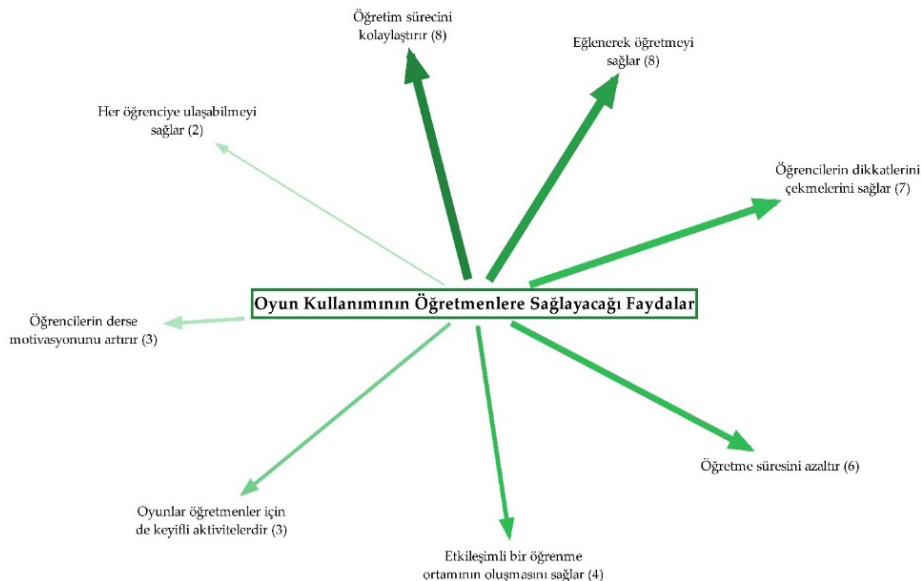 Öğretim sürecini
kolaylaştırır (8)
Eğlenerek öğretmeyi
sağlar (8)
Her öğrenciye ulaşabilmeyi
sağlar (2)
Öğrencilerin dikkatlerini
çekmelerini sağlar (7)
Oyun Kullanımının Öğretmenlere Sağlayacağı Faydalar
Öğrencilerin derse
motivasyonunu artırır (3)
Öğretme süresini azaltır (6)
Oyunlar öğretmenler için
de keyifli aktivitelerdir (3)
Etkileşimli bir öğrenme
ortamının oluşmasını sağlar (4)